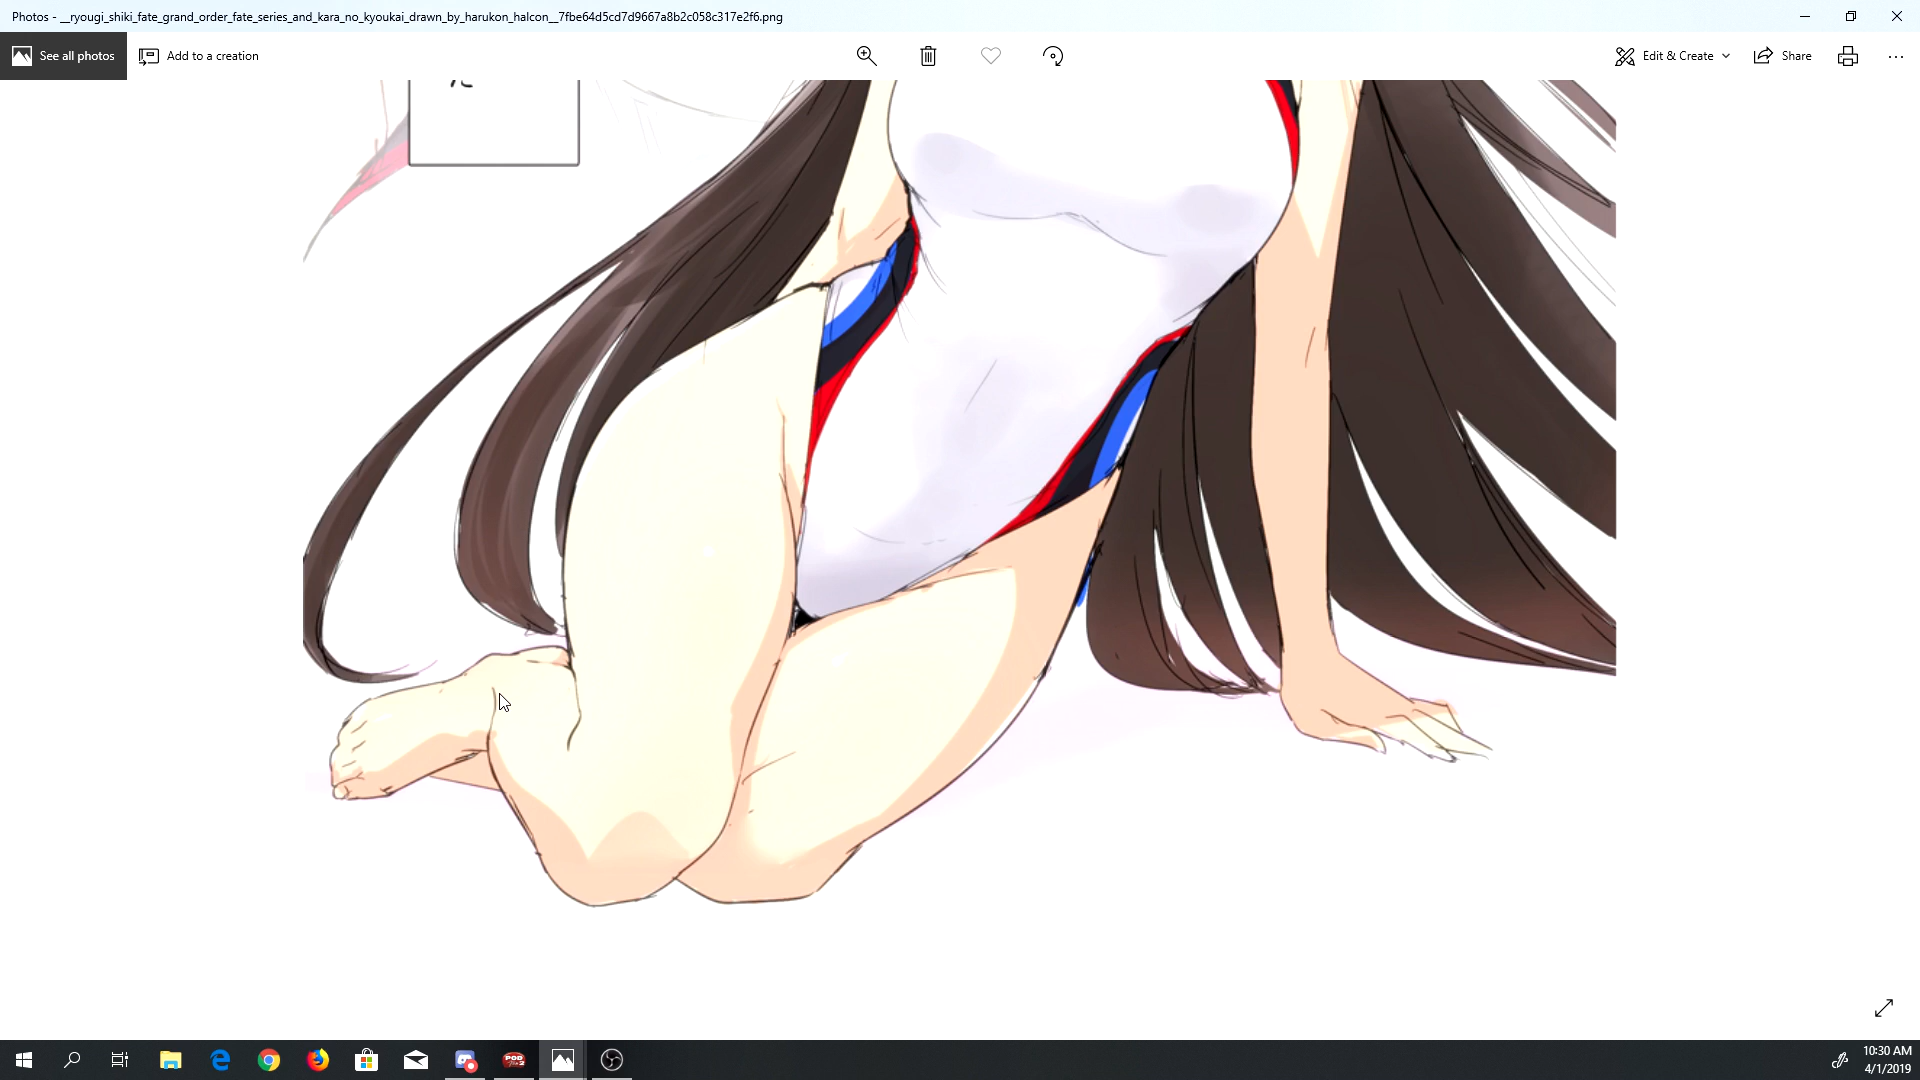 Photos - __ryougi_shiki_fate_grand_order_fate_series_and_kara_no_kyoukai_drawn_by_harukon_halcon__7fbe64d5cd7d9667a8b2c058c317e2f6.png
See all photos
Add to a creation
Edit & Create
Share
10:30 AM
4/1/2019